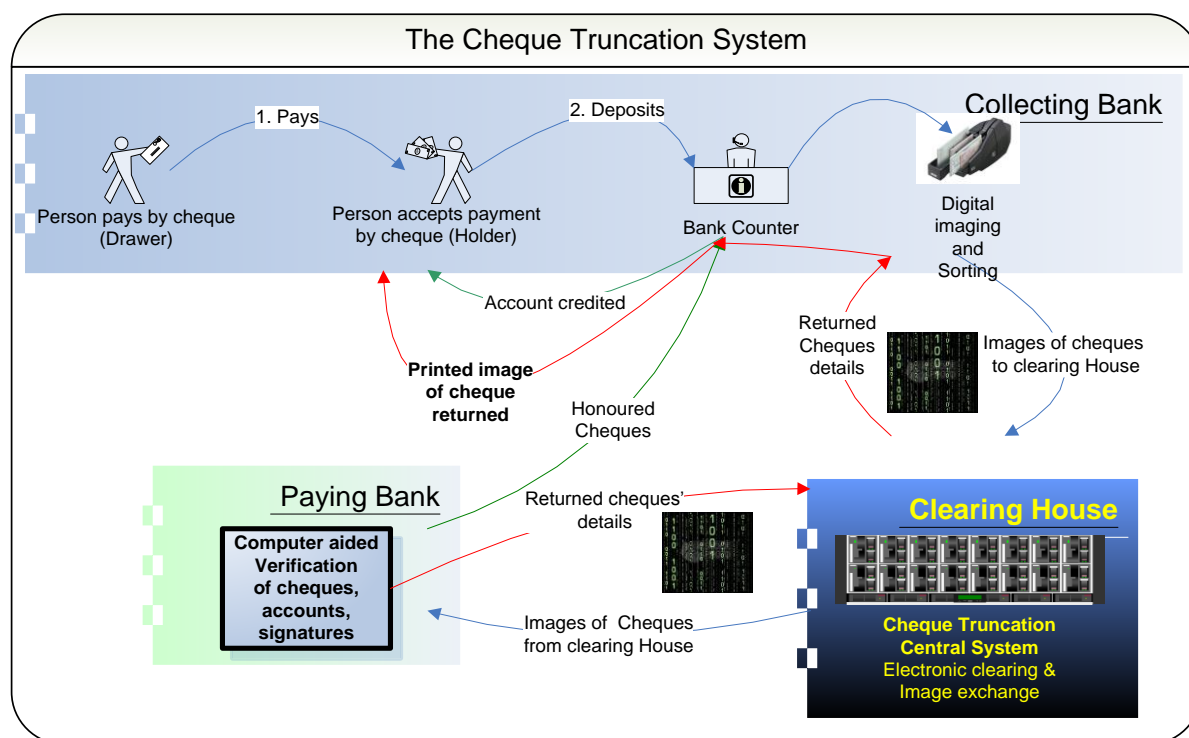 The Cheque Truncation System
Collecting Bank
1. Pays
2. Deposits
Person pays by cheque
(Drawer)
Person accepts payment
by cheque (Holder)
Bank Counter
Digital
imaging
and
Sorting
Account credited
Printed image
of cheque
returned
Returned
Cheques
details
Images of cheques
to clearing House
Honoured
Cheques
Paying Bank
Computer aided
Verification
of cheques,
accounts,
signatures
Returned cheques'
details
Images of Cheques
from clearing House
Clearing House
Cheque Truncation
Central System
Electronic clearing &
Image exchange